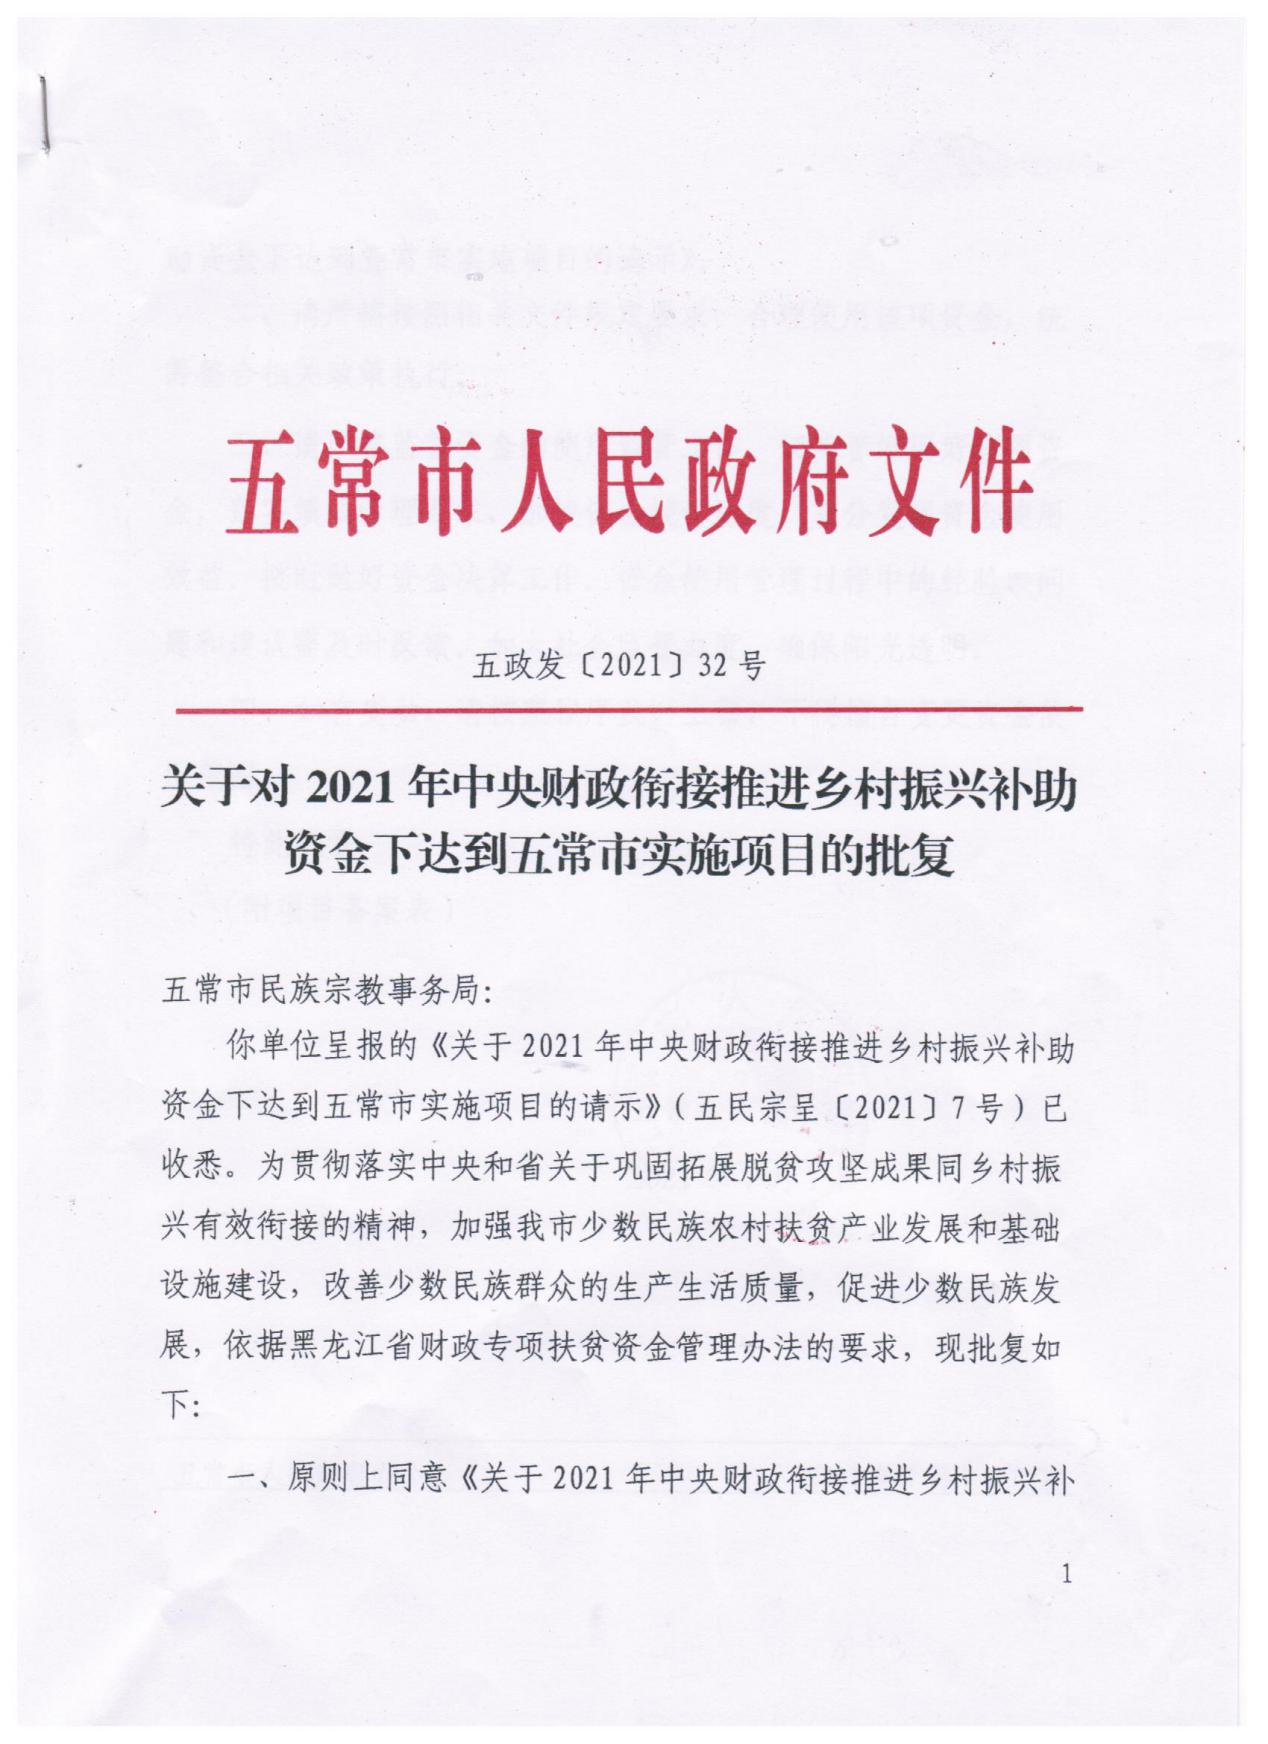 五常市人民政府文件
五政发〔2021〕32号
关于对2021年中央财政衔接推进乡村振兴补助
资金下达到五常市实施项目的批复
五常市民族宗教事务局：
你单位呈报的《关于2021年中央财政衔接推进乡村振兴补助
资金下达到五常市实施项目的请示》（五民宗呈〔2021〕7号）已
收悉。为贯彻落实中央和省关于巩固拓展脱贫攻坚成果同乡村振
兴有效衔接的精神，加强我市少数民族农村扶贫产业发展和基础
设施建设，改善少数民族群众的生产生活质量，促进少数民族发
展，依据黑龙江省财政专项扶贫资金管理办法的要求，现批复如
下：
一、原则上同意《关于2021年中央财政衔接推进乡村振兴补
1